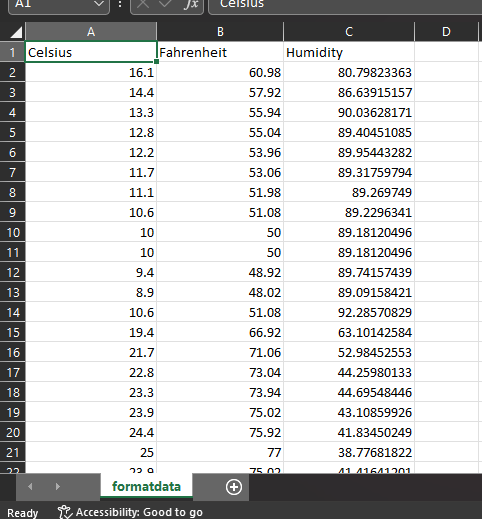 A1 fx Celsius
A B C D
1 Celsius Fahrenheit Humidity
2 16.1 60.98 80.79823363
3 14.4 57.92 86.63915157
4 13.3 55.94 90.03628171
5 12.8 55.04 89.40451085
6 12.2 53.96 89.95443282
7 11.7 53.06 89.31759794
8 11.1 51.98 89.269749
9 10.6 51.08 89.2296341
10 10 50 89.18120496
11 10 50 89.18120496
12 9.4 48.92 89.74157439
13 8.9 48.02 89.09158421
14 10.6 51.08 92.28570829
15 19.4 66.92 63.10142584
16 21.7 71.06 52.98452553
17 22.8 73.04 44.25980133
18 23.3 73.94 44.69548446
19 23.9 75.02 43.10859926
20 24.4 75.92 41.83450249
21 25 77 38.77681822
22 23.9 75.02 41.41641201
formatdata
Ready Accessibility: Good to go